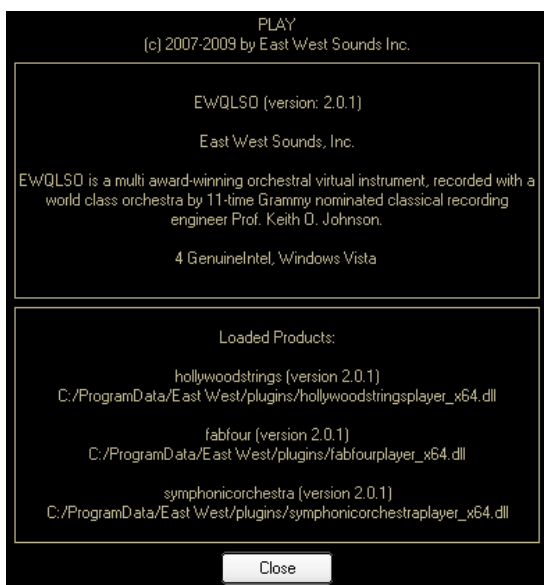 PLAY
(c) 2007-2009 by East West Sounds Inc.
EWQLSO (version: 2.0.1)
East West Sounds, Inc.
EWQLSO is a multi award-winning orchestral virtual instrument, recorded with a
world class orchestra by 11-time Grammy nominated classical recording
engineer Prof. Keith O. Johnson.
4 GenuineIntel, Windows Vista
Loaded Products:
hollywoodstrings (version 2.0.1)
C:/ProgramData/East West/plugins/hollywoodstringsplayer_x64.dll
fabfour (version 2.0.1)
C:/ProgramData/East West/plugins/fabfourplayer_x64.dll
symphonicorchestra (version 2.0.1)
C:/ProgramData/East West/plugins/symphonicorchestraplayer_x64.dll
Close